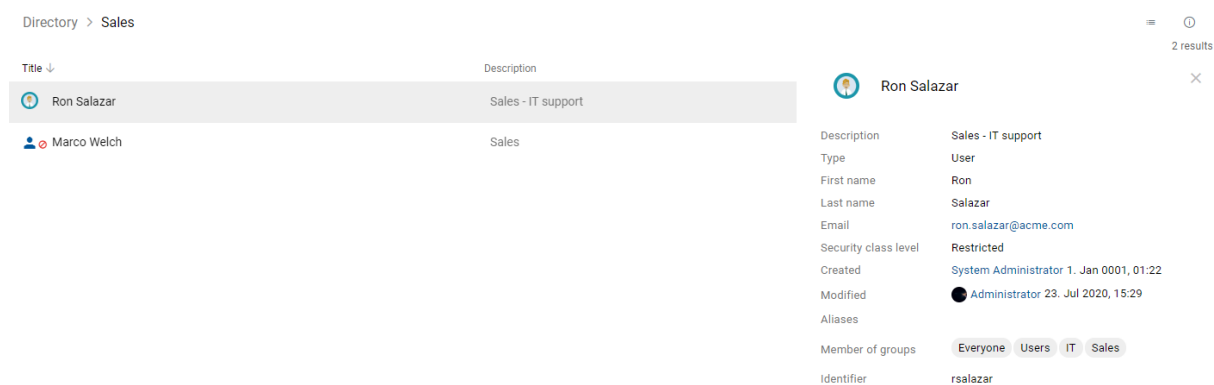 Directory > Sales
2 results
Title ↓ Description
Ron Salazar Sales - IT support
Marco Welch Sales
Ron Salazar
Description Sales - IT support
Type User
First name Ron
Last name Salazar
Email ron.salazar@acme.com
Security class level Restricted
Created System Administrator 1. Jan 0001, 01:22
Modified Administrator 23. Jul 2020, 15:29
Aliases
Member of groups Everyone Users IT Sales
Identifier rsalazar